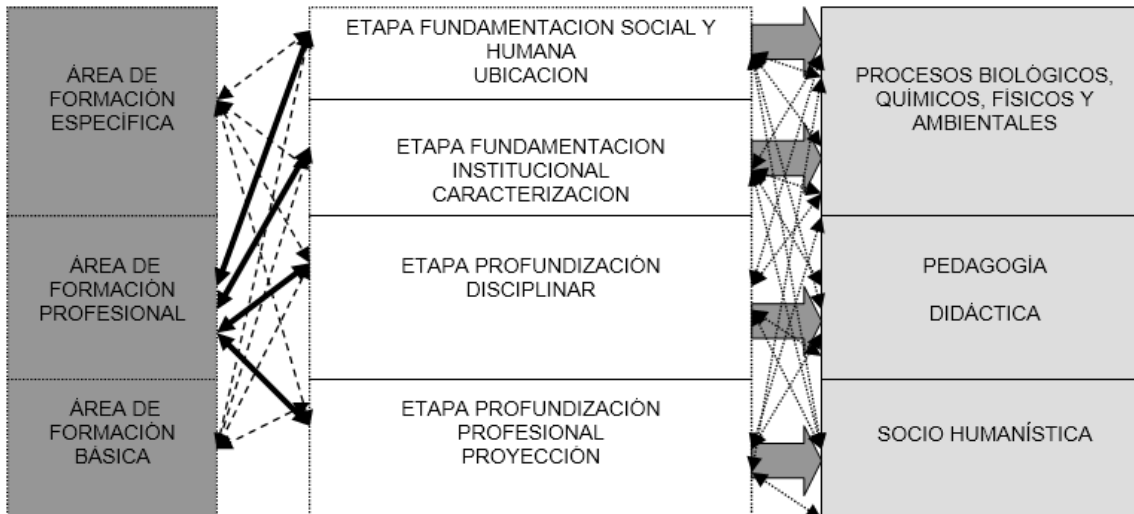 ÁREA DE
FORMACIÓN
ESPECÍFICA
ÁREA DE
FORMACIÓN
PROFESIONAL
ÁREA DE
FORMACIÓN
BÁSICA
ETAPA FUNDAMENTACION SOCIAL Y
HUMANA
UBICACION
ETAPA FUNDAMENTACION
INSTITUCIONAL
CARACTERIZACION
ETAPA PROFUNDIZACIÓN
DISCIPLINAR
ETAPA PROFUNDIZACIÓN
PROFESIONAL
PROYECCIÓN
PROCESOS BIOLÓGICOS,
QUÍMICOS, FÍSICOS Y
AMBIENTALES
PEDAGOGÍA
DIDÁCTICA
SOCIO HUMANÍSTICA